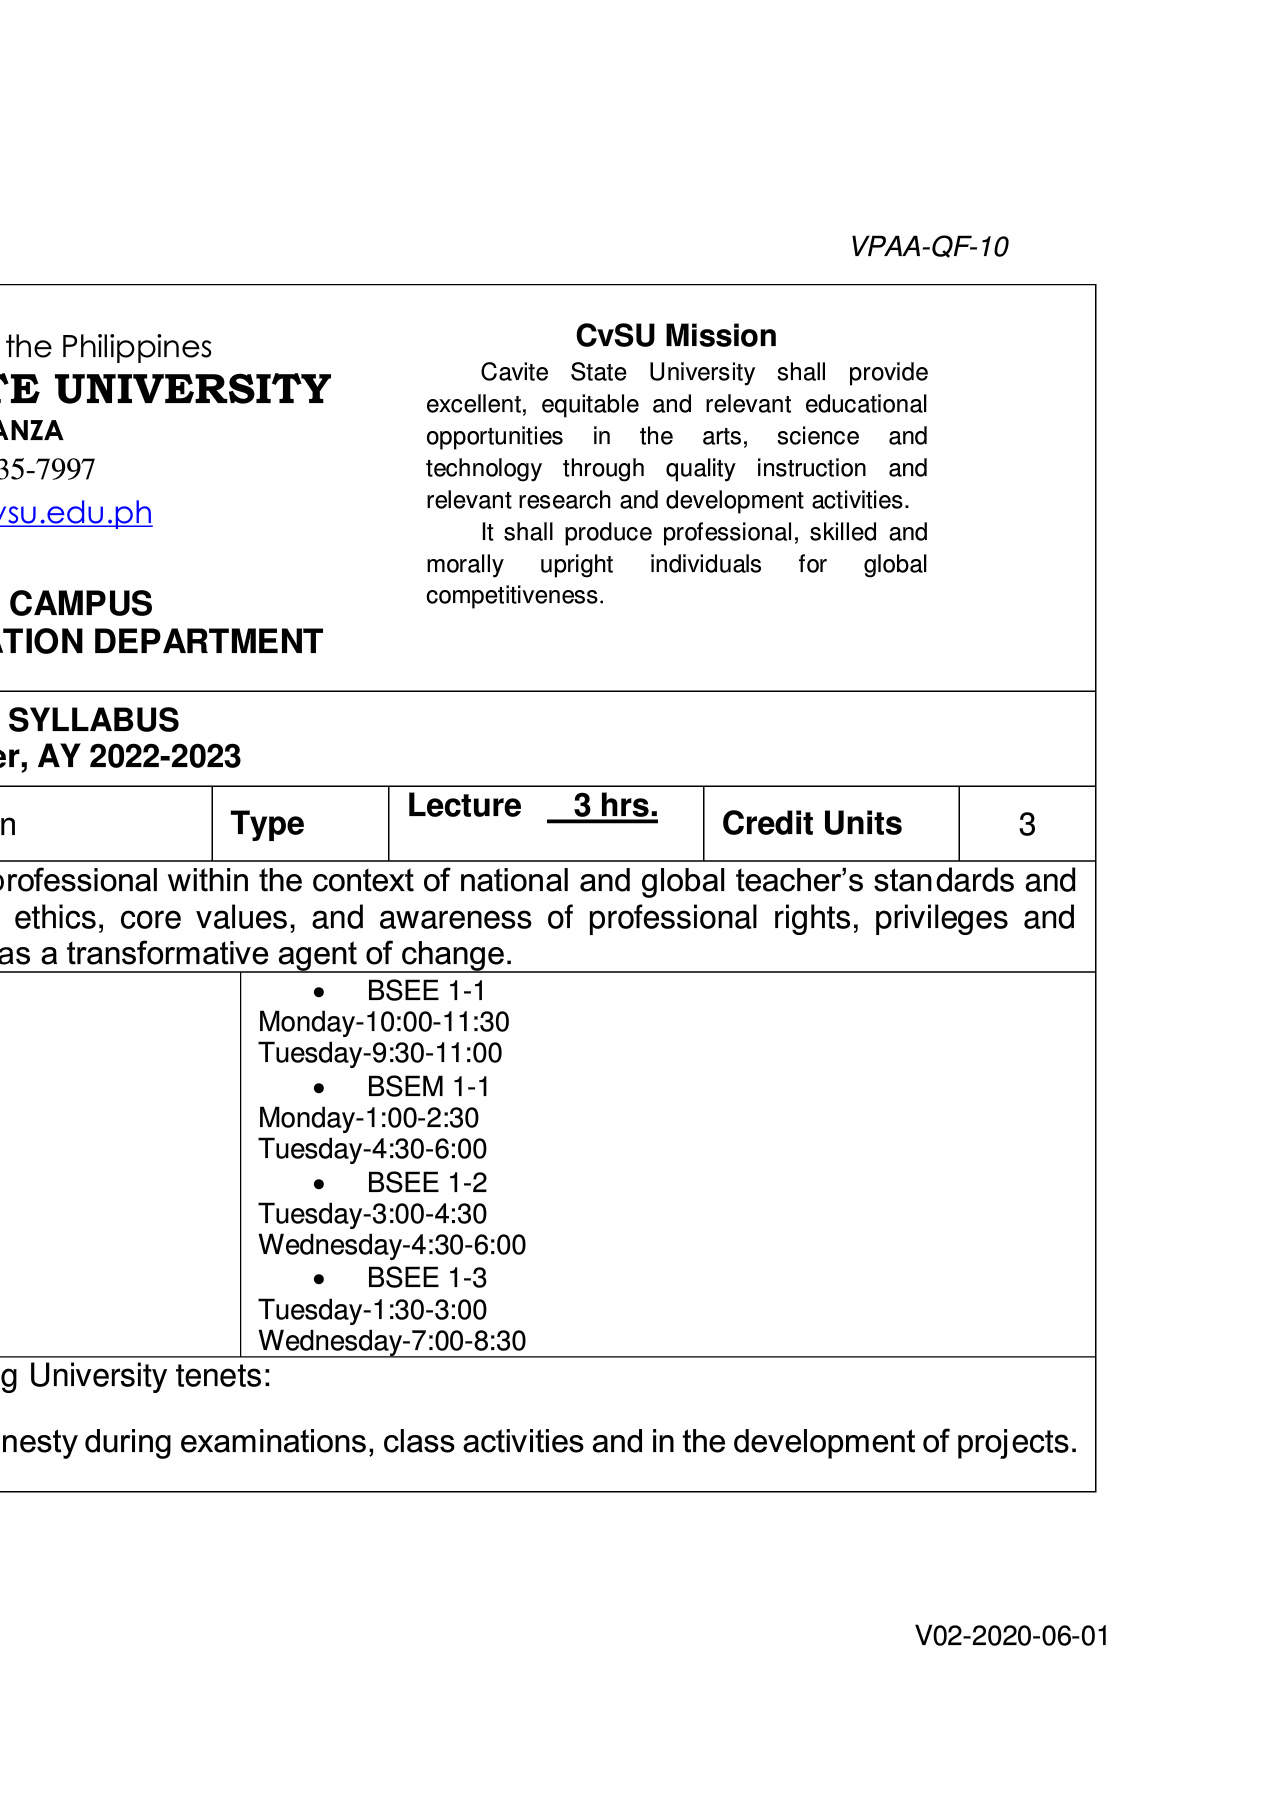 VPAA-QF-10
the Philippines
TE UNIVERSITY
ANZA
35-7997
vsu.edu.ph
CAMPUS
ATION DEPARTMENT
CvSU Mission
Cavite State University shall provide
excellent, equitable and relevant educational
opportunities in the arts, science and
technology through quality instruction and
relevant research and development activities.
It shall produce professional, skilled and
morally upright individuals for global
competitiveness.
SYLLABUS
er, AY 2022-2023
n
Type
Lecture 3 hrs.
Credit Units
3
professional within the context of national and global teacher’s standards and
ethics, core values, and awareness of professional rights, privileges and
as a transformative agent of change.
• BSEE 1-1
Monday-10:00-11:30
Tuesday-9:30-11:00
• BSEM 1-1
Monday-1:00-2:30
Tuesday-4:30-6:00
• BSEE 1-2
Tuesday-3:00-4:30
Wednesday-4:30-6:00
• BSEE 1-3
Tuesday-1:30-3:00
Wednesday-7:00-8:30
g University tenets:
nesty during examinations, class activities and in the development of projects.
V02-2020-06-01